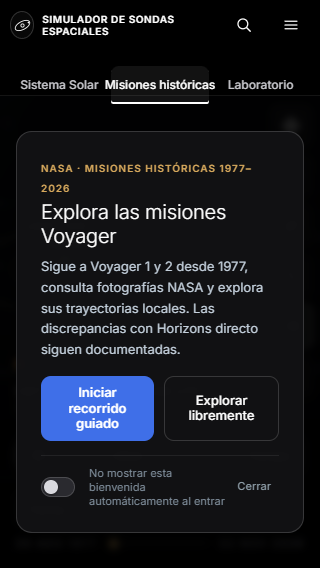 SIMULADOR DE SONDAS
ESPACIALES
Sistema Solar Misiones históricas Laboratorio
NASA · MISIONES HISTÓRICAS 1977–
2026
Explora las misiones
Voyager
Sigue a Voyager 1 y 2 desde 1977,
consulta fotografías NASA y explora
sus trayectorias locales. Las
discrepancias con Horizons directo
siguen documentadas.
Iniciar
recorrido
guiado
Explorar
libremente
No mostrar esta
bienvenida
automáticamente al entrar
Cerrar